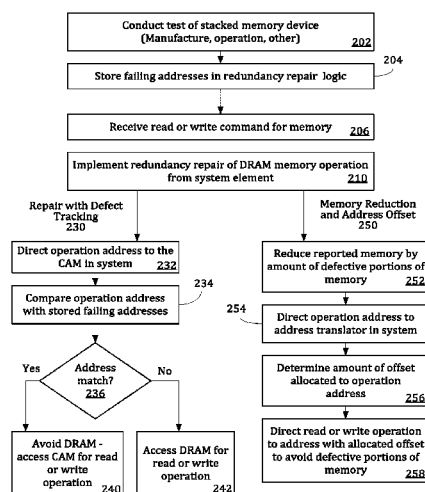 Conduct test of stacked memory device
(Manufacture, operation, other)
202
204
Store failing addresses in redundancy repair logic
Receive read or write command for memory
206
Implement redundancy repair of DRAM memory operation
from system element
210
Repair with Defect
Tracking
230
Memory Reduction
and Address Offset
250
Direct operation address to the
CAM in system
232
234
Compare operation address
with stored failing addresses
Yes
Address
match?
236
No
Avoid DRAM -
access CAM for read
or write
operation
240
Access DRAM for
read or write
operation
242
Reduce reported memory by
amount of defective portions of
memory
252
254
Direct operation address to
address translator in system
Determine amount of offset
allocated to operation
address
256
Direct read or write operation
to address with allocated offset
to avoid defective portions of
memory
258